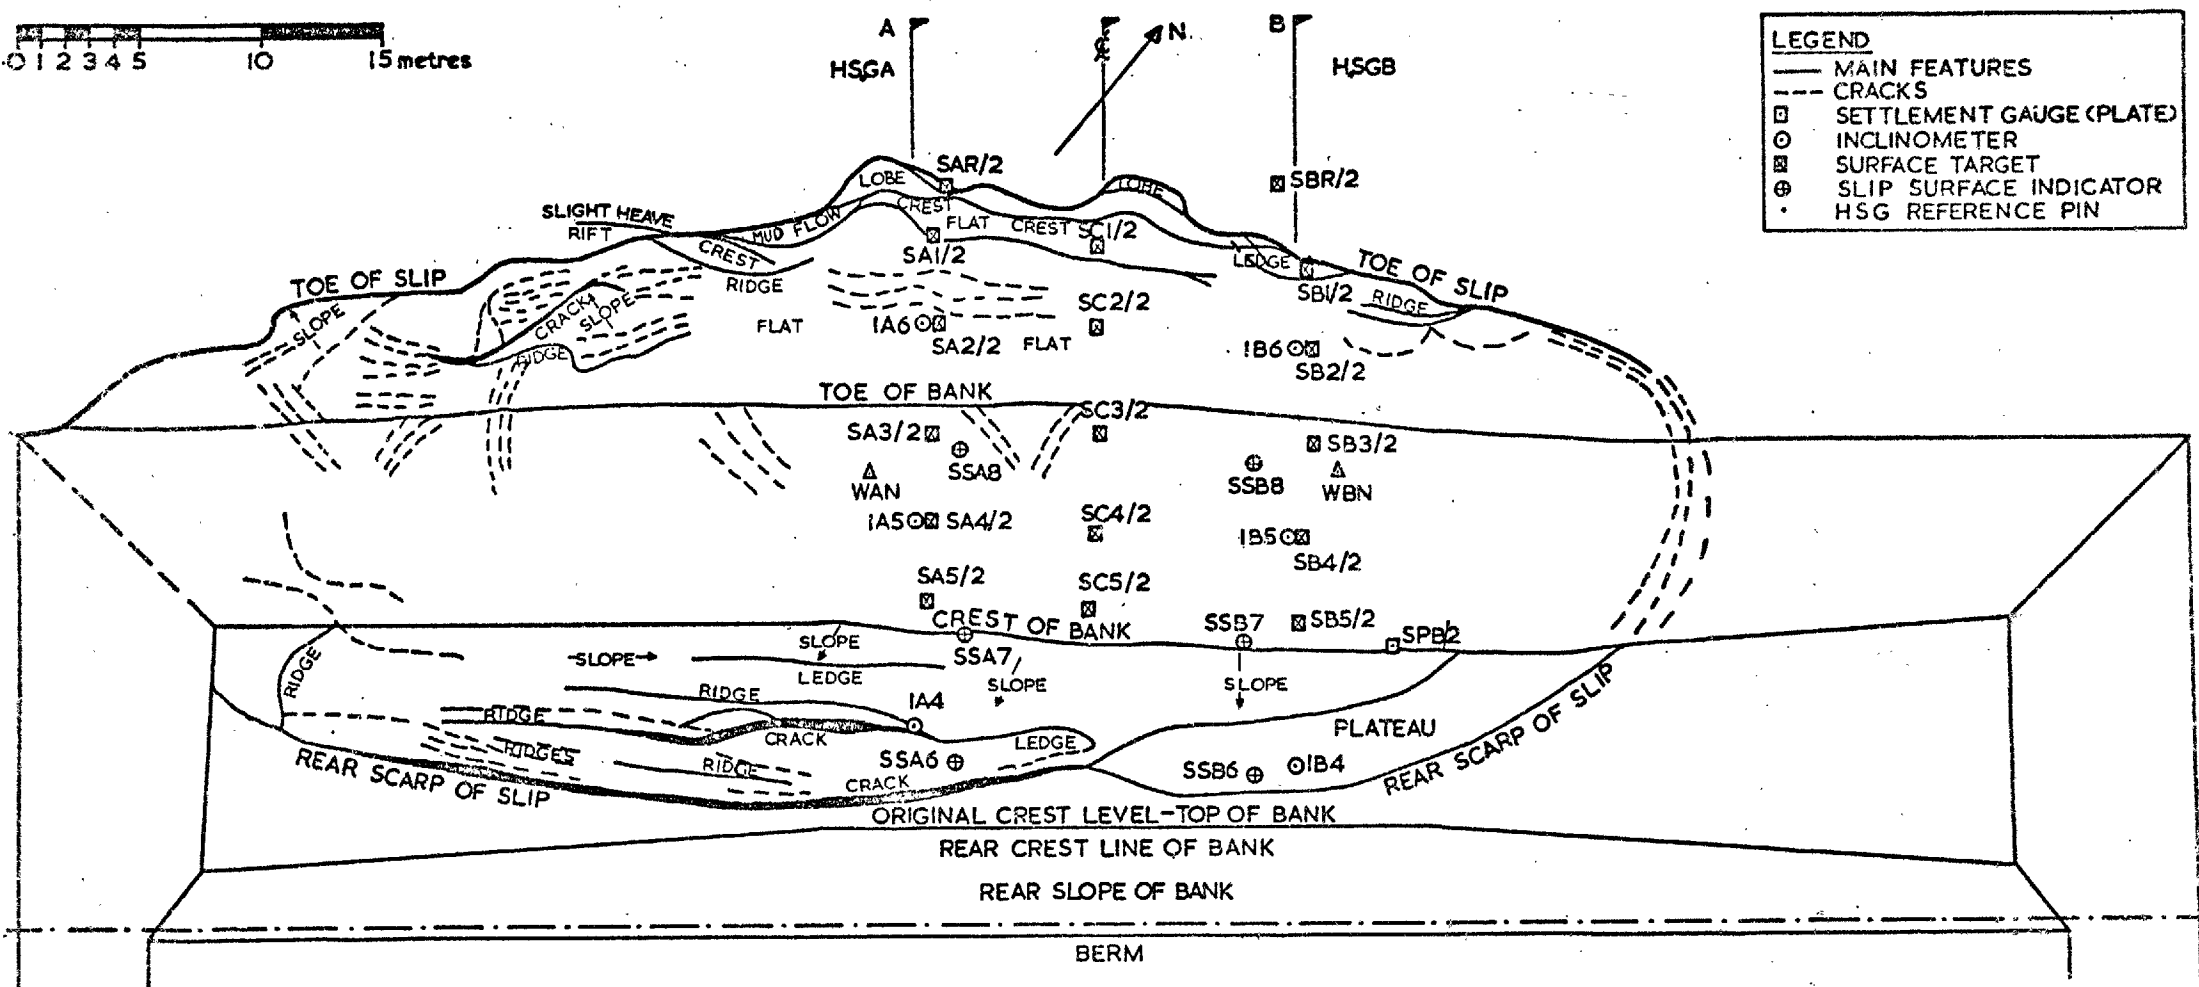 A
N
B
LEGEND
0 1 2 3 4 5 10 15 metres
HSGA
HSGB
MAIN FEATURES
CRACKS
SETTLEMENT GAUGE (PLATE)
INCLINOMETER
SURFACE TARGET
SLIP SURFACE INDICATOR
HSG REFERENCE PIN
SAR/2
SBR/2
LOBE
LOBE
CREST
SLIGHT HEAVE
RIFT
MUD FLOW
FLAT
CREST
SC1/2
CREST
SA1/2
LEDGE
TOE OF SLIP
TOE OF SLIP
RIDGE
SB1/2
RIDGE
SLOPE
CRACK
SLOPE
SC2/2
FLAT
IA6
SA2/2
FLAT
IB6
SB2/2
RIDGE
TOE OF BANK
SC3/2
SA3/2
SB3/2
SSA8
SSB8
WAN
WBN
IA5
SA4/2
SC4/2
IB5
SB4/2
SA5/2
SC5/2
CREST OF BANK
SSB7
SB5/2
SPB2
SLOPE
SSA7
SLOPE
LEDGE
SLOPE
SLOPE
RIDGE
RIDGE
IA4
RIDGE
CRACK
LEDGE
PLATEAU
RIDGES
RIDGE
SSA6
CRACK
SSB6
IB4
REAR SCARP OF SLIP
REAR SCARP OF SLIP
ORIGINAL CREST LEVEL-TOP OF BANK
REAR CREST LINE OF BANK
REAR SLOPE OF BANK
BERM